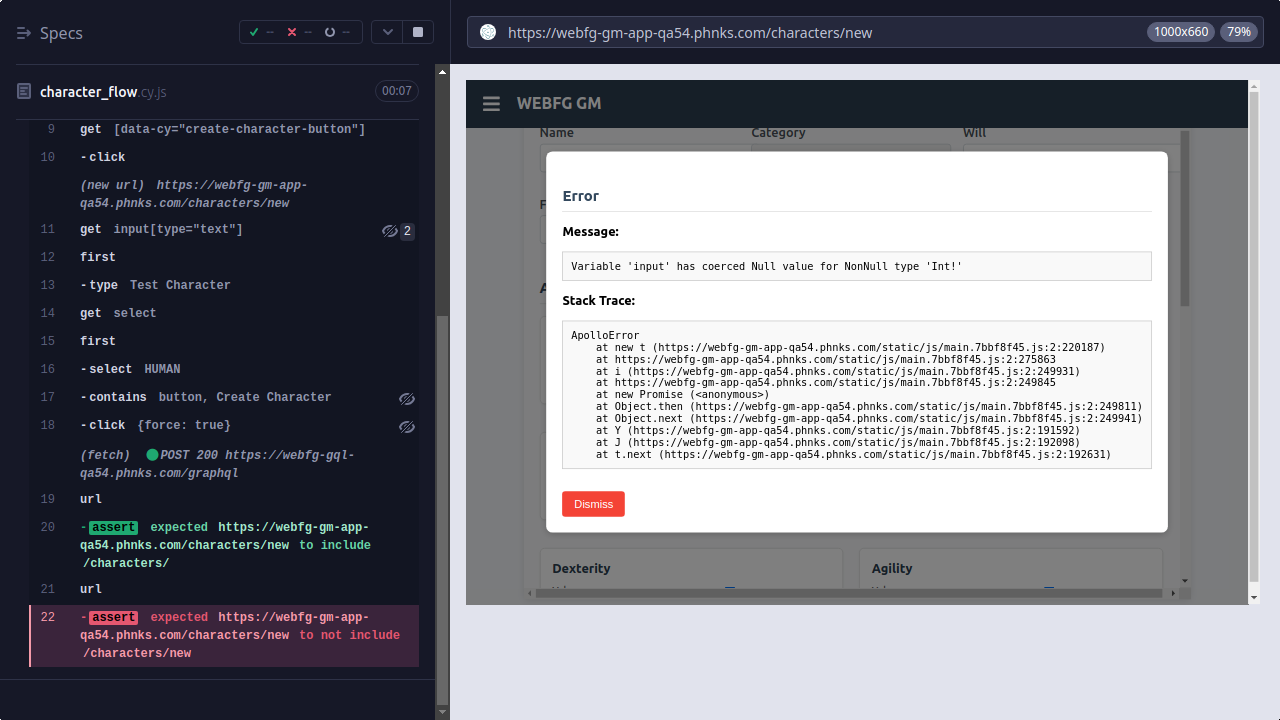 Specs
--
--
--
https://webfg-gm-app-qa54.phnks.com/characters/new
1000x660
79%
character_flow.cy.js
00:07
9 get [data-cy="create-character-button"]
10 -click
(new url) https://webfg-gm-app-
qa54.phnks.com/characters/new
11 get input[type="text"] 2
12 first
13 -type Test Character
14 get select
15 first
16 -select HUMAN
17 -contains button, Create Character
18 -click {force: true}
(fetch) POST 200 https://webfg-gql-
qa54.phnks.com/graphql
19 url
20 -assert expected https://webfg-gm-app-
qa54.phnks.com/characters/new to include
/characters/
21 url
22 -assert expected https://webfg-gm-app-
qa54.phnks.com/characters/new to not include
/characters/new
WEBFG GM
Name Category Will
Error
Message:
Variable 'input' has coerced Null value for NonNull type 'Int!'
Stack Trace:
ApolloError
at new t (https://webfg-gm-app-qa54.phnks.com/static/js/main.7bbf8f45.js:2:220187)
at https://webfg-gm-app-qa54.phnks.com/static/js/main.7bbf8f45.js:2:275863
at i (https://webfg-gm-app-qa54.phnks.com/static/js/main.7bbf8f45.js:2:249931)
at https://webfg-gm-app-qa54.phnks.com/static/js/main.7bbf8f45.js:2:249845
at new Promise (<anonymous>)
at Object.then (https://webfg-gm-app-qa54.phnks.com/static/js/main.7bbf8f45.js:2:249811)
at Object.next (https://webfg-gm-app-qa54.phnks.com/static/js/main.7bbf8f45.js:2:249941)
at Y (https://webfg-gm-app-qa54.phnks.com/static/js/main.7bbf8f45.js:2:191592)
at J (https://webfg-gm-app-qa54.phnks.com/static/js/main.7bbf8f45.js:2:192098)
at t.next (https://webfg-gm-app-qa54.phnks.com/static/js/main.7bbf8f45.js:2:192631)
Dismiss
Dexterity Agility